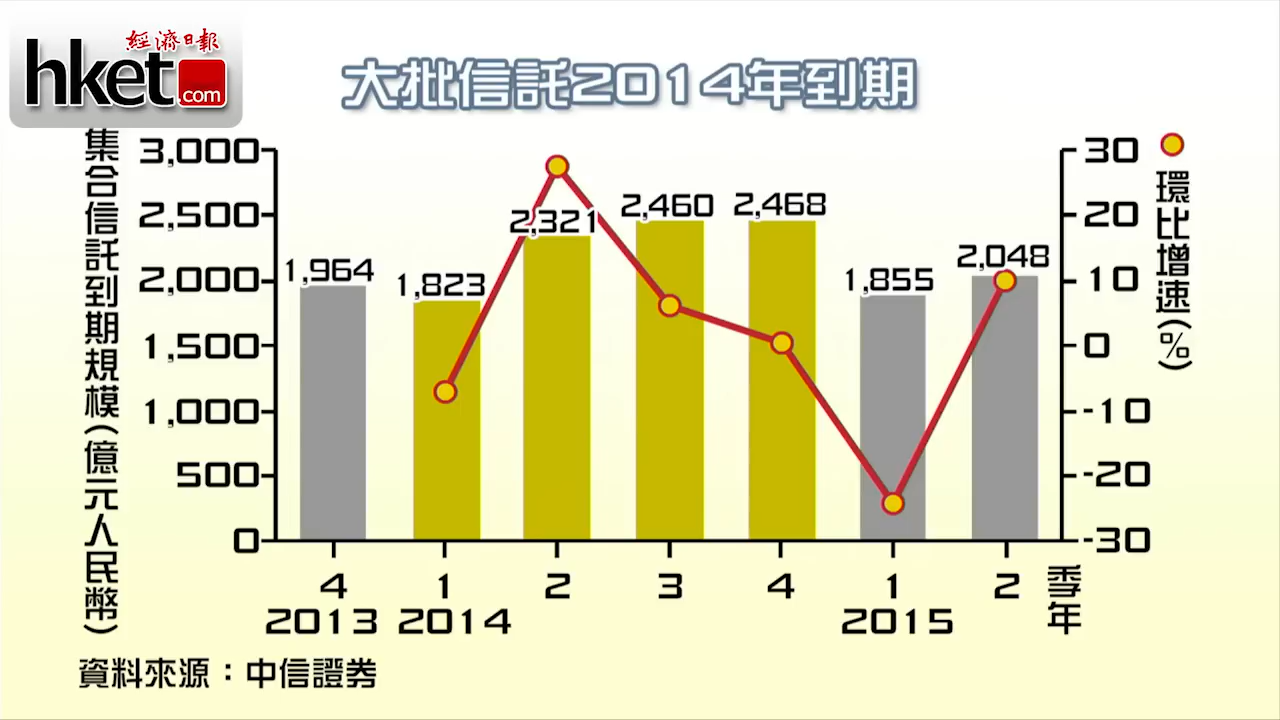 經濟日報
hket
.com
大批信託2014年到期
集合信託到期規模(億元人民幣)
3,000
2,500
2,000
1,500
1,000
500
0
1,964
1,823
2,321
2,460
2,468
1,855
2,048
30
20
10
0
-10
-20
-30
環比增速(%)
4 1 2 3 4 1 2 季
2013 2014 2015 年
資料來源：中信證券